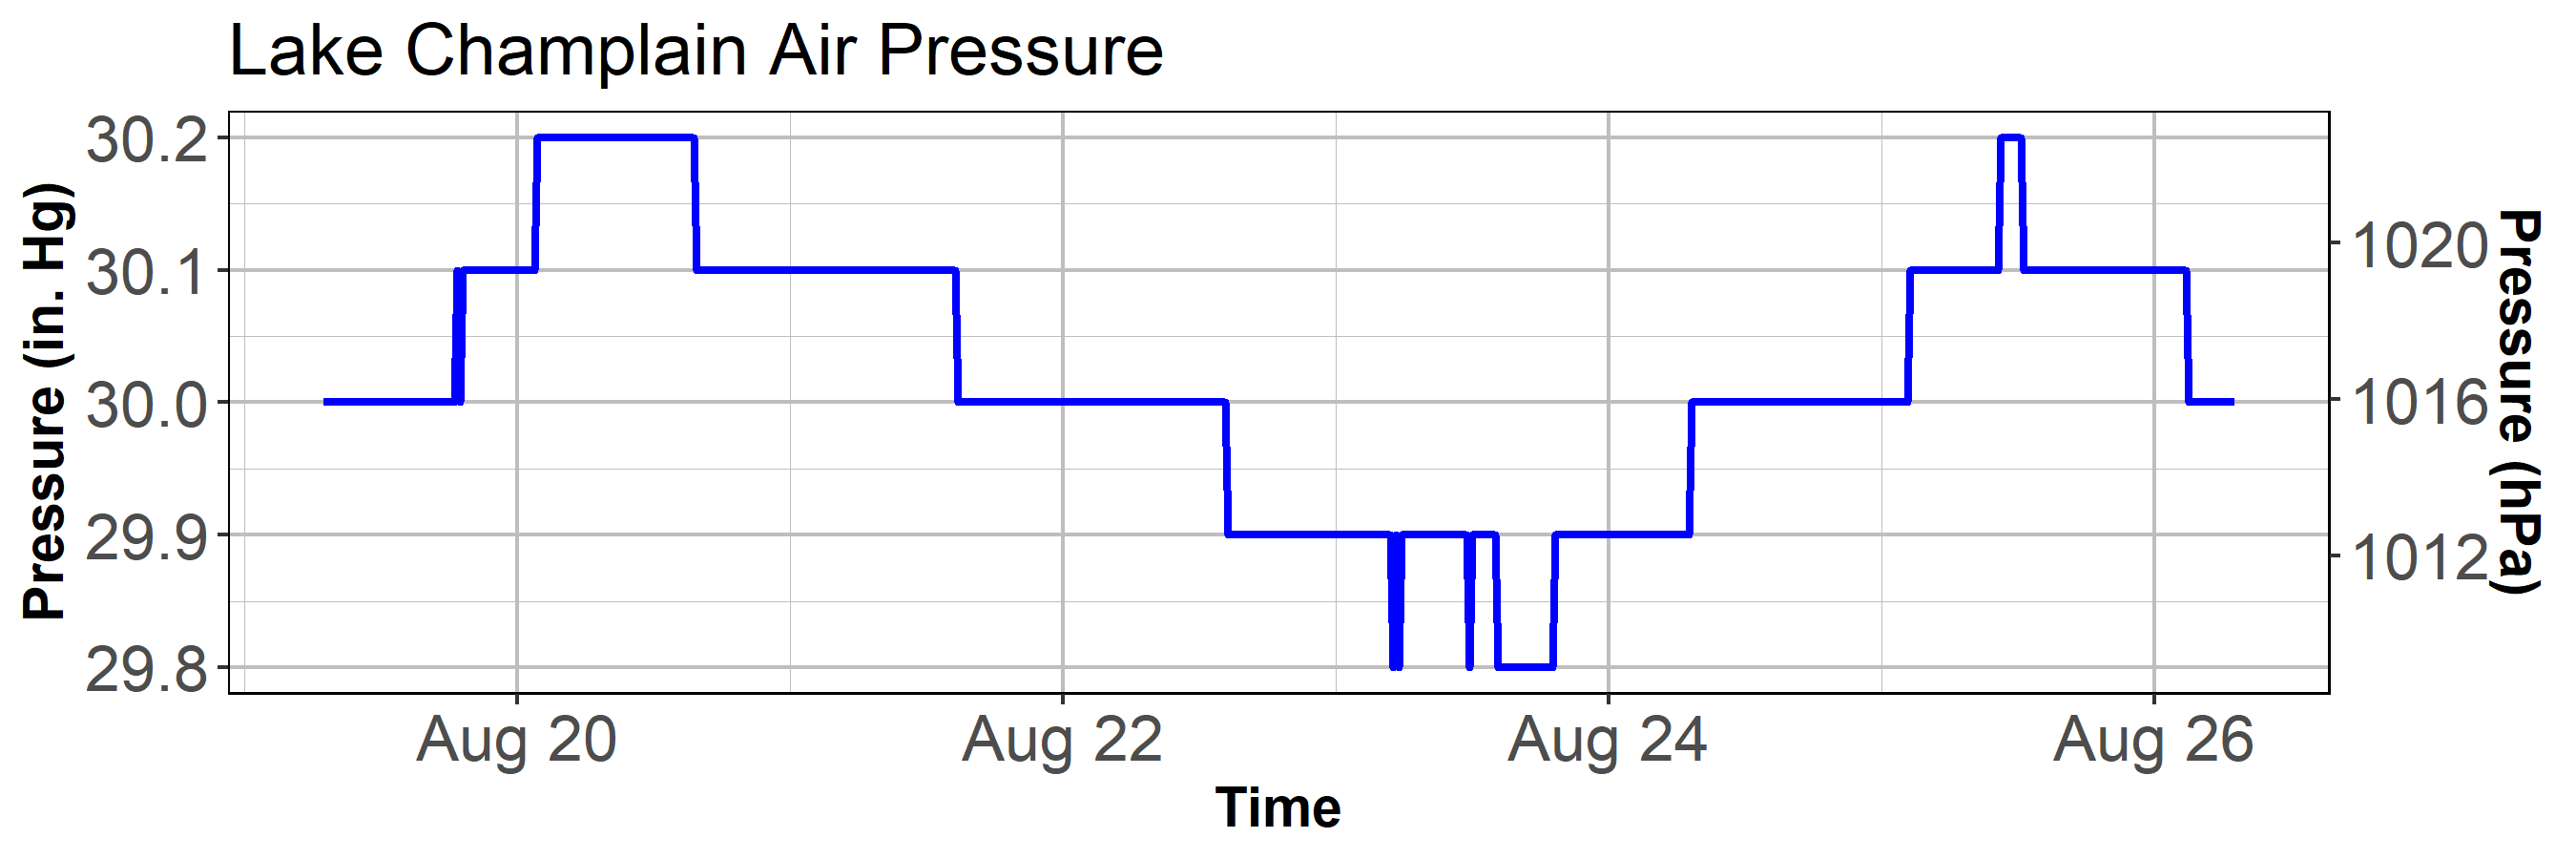 Lake Champlain Air Pressure
Pressure (in. Hg)
30.2
30.1
30.0
29.9
29.8
1020
1016
1012
Pressure (hPa)
Aug 20 Aug 22 Aug 24 Aug 26
Time